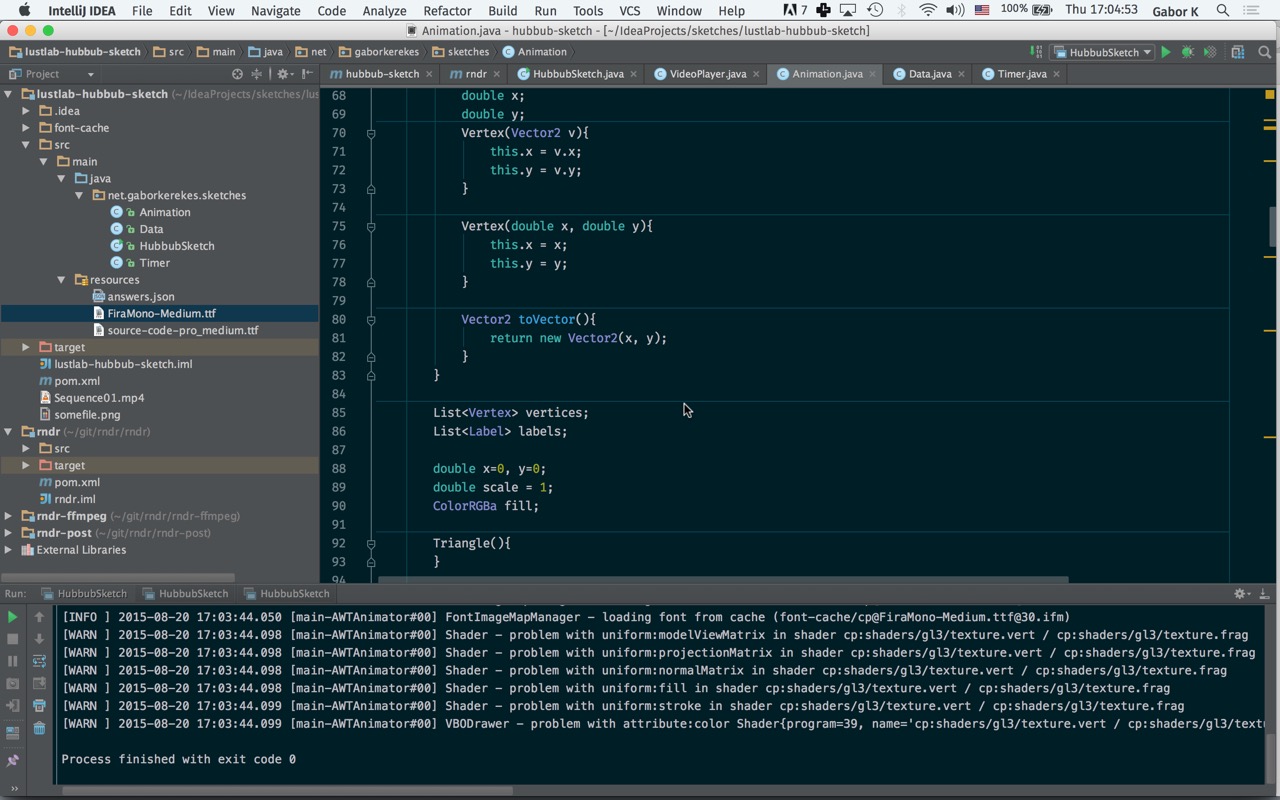 IntelliJ IDEA File Edit View Navigate Code Analyze Refactor Build Run Tools VCS Window Help 7 100% Thu 17:04:53 Gabor K
Animation.java - hubbub-sketch - [~/IdeaProjects/sketches/lustlab-hubbub-sketch]
lustlab-hubbub-sketch src main java net gaborkerekes sketches Animation HubbubSketch
Project
hubbub-sketch rndr HubbubSketch.java VideoPlayer.java Animation.java Data.java Timer.java
lustlab-hubbub-sketch (~/IdeaProjects/sketches/lus
.idea
font-cache
src
main
java
net.gaborkerekes.sketches
Animation
Data
HubbubSketch
Timer
resources
answers.json
FiraMono-Medium.ttf
source-code-pro_medium.ttf
target
lustlab-hubbub-sketch.iml
pom.xml
Sequence01.mp4
somefile.png
rndr (~/git/rndr/rndr)
src
target
pom.xml
rndr.iml
rndr-ffmpeg (~/git/rndr/rndr-ffmpeg)
rndr-post (~/git/rndr/rndr-post)
External Libraries
68 double x;
69 double y;
70 Vertex(Vector2 v){
71 this.x = v.x;
72 this.y = v.y;
73 }
74
75 Vertex(double x, double y){
76 this.x = x;
77 this.y = y;
78 }
79
80 Vector2 toVector(){
81 return new Vector2(x, y);
82 }
83 }
84
85 List<Vertex> vertices;
86 List<Label> labels;
87
88 double x=0, y=0;
89 double scale = 1;
90 ColorRGBa fill;
91
92 Triangle(){
93 }
94
Run: HubbubSketch HubbubSketch HubbubSketch
[INFO ] 2015-08-20 17:03:44.050 [main-AWTAnimator#00] FontImageMapManager - loading font from cache (font-cache/cp@FiraMono-Medium.ttf@30.ifm)
[WARN ] 2015-08-20 17:03:44.098 [main-AWTAnimator#00] Shader - problem with uniform:modelViewMatrix in shader cp:shaders/gl3/texture.vert / cp:shaders/gl3/texture.frag
[WARN ] 2015-08-20 17:03:44.098 [main-AWTAnimator#00] Shader - problem with uniform:projectionMatrix in shader cp:shaders/gl3/texture.vert / cp:shaders/gl3/texture.frag
[WARN ] 2015-08-20 17:03:44.098 [main-AWTAnimator#00] Shader - problem with uniform:normalMatrix in shader cp:shaders/gl3/texture.vert / cp:shaders/gl3/texture.frag
[WARN ] 2015-08-20 17:03:44.098 [main-AWTAnimator#00] Shader - problem with uniform:fill in shader cp:shaders/gl3/texture.vert / cp:shaders/gl3/texture.frag
[WARN ] 2015-08-20 17:03:44.099 [main-AWTAnimator#00] Shader - problem with uniform:stroke in shader cp:shaders/gl3/texture.vert / cp:shaders/gl3/texture.frag
[WARN ] 2015-08-20 17:03:44.099 [main-AWTAnimator#00] VBODrawer - problem with attribute:color Shader{program=39, name='cp:shaders/gl3/texture.vert / cp:shaders/gl3/text
Process finished with exit code 0